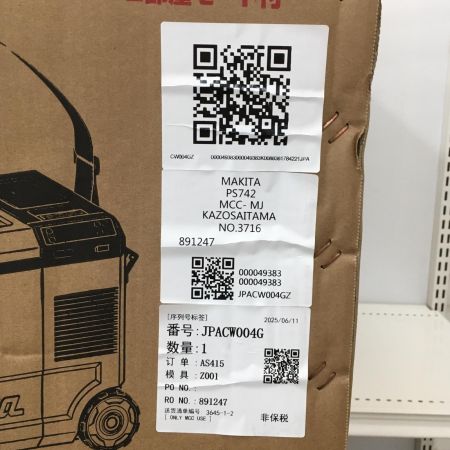 CW004GZ
MAKITA
PS742
MCC- MJ
KAZOSAITAMA
NO.3716
891247
000049383
000049383
JPACW004GZ
[序列号标签]
2025/06/11
番号: JPACW004G
数量: 1
订 单 : AS415
模 具 : Z001
PO NO. :
RO NO. : 891247
送货清单编号 3645-1-2
[ ONLY MCC USE ]
非保税